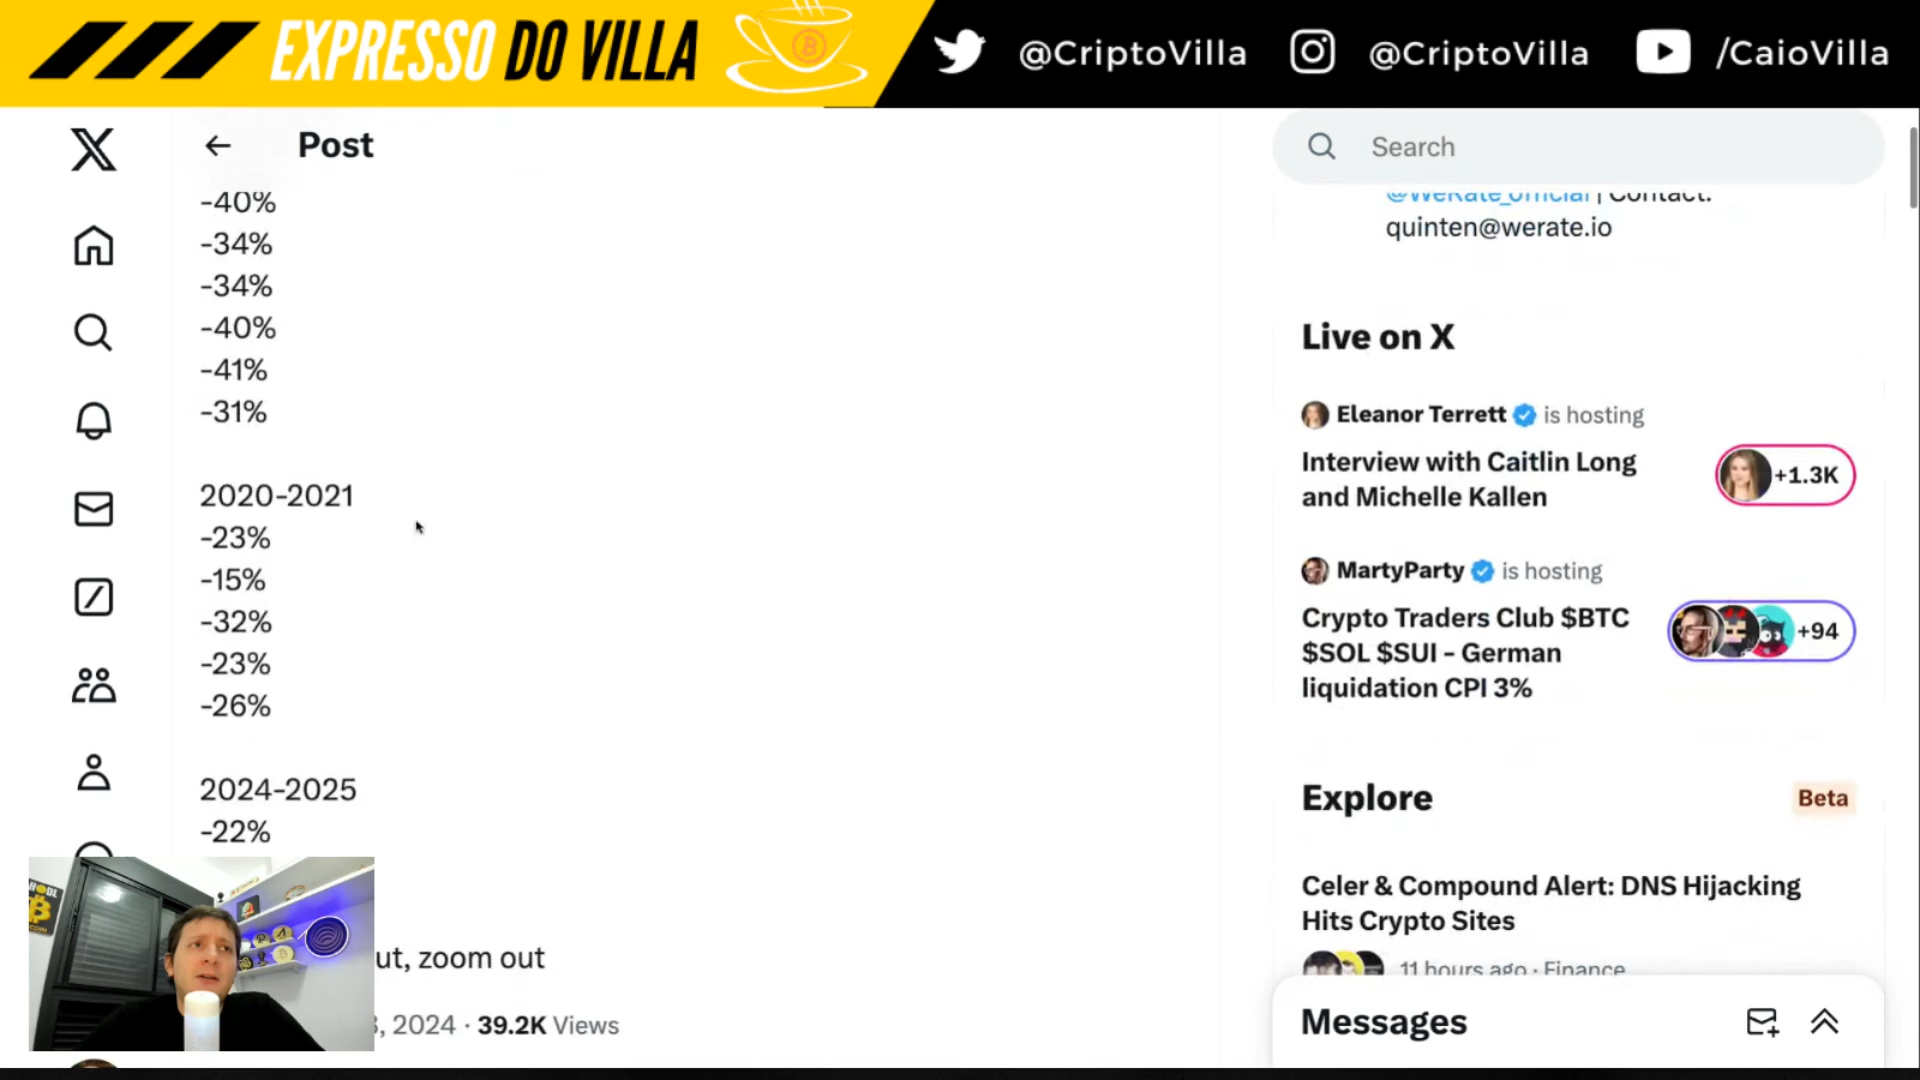 EXPRESSO DO VILLA
@CriptoVilla
@CriptoVilla
/CaioVilla
Post
-40%
-34%
-34%
-40%
-41%
-31%
2020-2021
-23%
-15%
-32%
-23%
-26%
2024-2025
-22%
ut, zoom out
, 2024 · 39.2K Views
Search
@WeRate_official | Contact:
quinten@werate.io
Live on X
Eleanor Terrett is hosting
Interview with Caitlin Long
and Michelle Kallen
+1.3K
MartyParty is hosting
Crypto Traders Club $BTC
$SOL $SUI - German
liquidation CPI 3%
+94
Explore
Beta
Celer & Compound Alert: DNS Hijacking
Hits Crypto Sites
11 hours ago · Finance
Messages
HODL